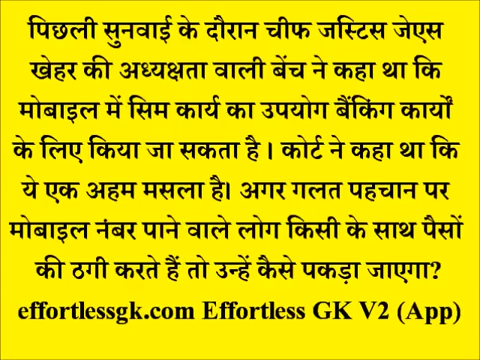 पिछली सुनवाई के दौरान चीफ जस्टिस जेएस
खेहर की अध्यक्षता वाली बेंच ने कहा था कि
मोबाइल में सिम कार्य का उपयोग बैंकिंग कार्यों
के लिए किया जा सकता है। कोर्ट ने कहा था कि
ये एक अहम मसला है। अगर गलत पहचान पर
मोबाइल नंबर पाने वाले लोग किसी के साथ पैसों
की ठगी करते हैं तो उन्हें कैसे पकड़ा जाएगा?
effortlessgk.com Effortless GK V2 (App)